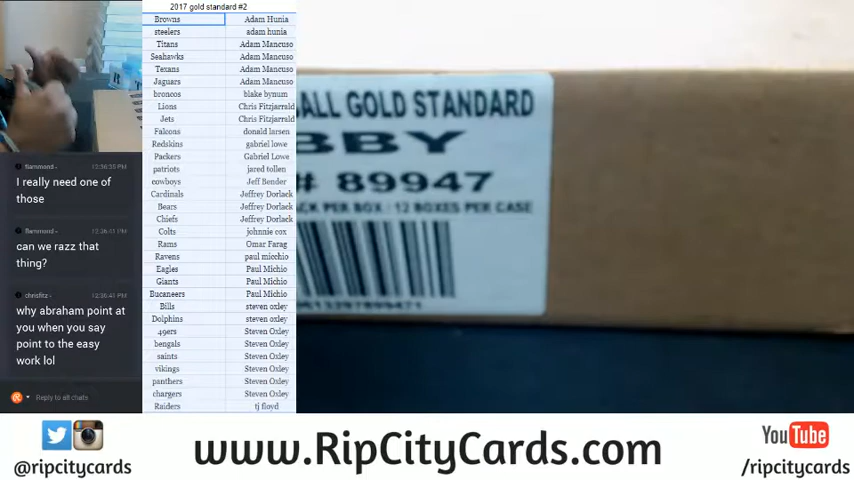 2017 gold standard #2
Browns Adam Hunia
steelers adam hunia
Titans Adam Mancuso
Seahawks Adam Mancuso
Texans Adam Mancuso
Jaguars Adam Mancuso
broncos blake bynum
Lions Chris Fitzjarrald
Jets Chris Fitzjarrald
Falcons donald larsen
Redskins gabriel lowe
Packers Gabriel Lowe
patriots jared tollen
cowboys Jeff Bender
Cardinals Jeffrey Dorlack
Bears Jeffrey Dorlack
Chiefs Jeffrey Dorlack
Colts johnnie cox
Rams Omar Farag
Ravens paul micchio
Eagles Paul Michio
Giants Paul Michio
Bucaneers Paul Michio
Bills steven oxley
Dolphins steven oxley
49ers Steven Oxley
bengals Steven Oxley
saints Steven Oxley
vikings Steven Oxley
panthers Steven Oxley
chargers Steven Oxley
Raiders tj floyd
flammond
I really need one of
those
flammond
can we razz that
thing?
chrisfitz
why abraham point at
you when you say
point to the easy
work lol
Reply to all chats
ALL GOLD STANDARD
BBY
# 89947
CK PER BOX · 12 BOXES PER CASE
@ripcitycards
www.RipCityCards.com
YouTube
/ripcitycards